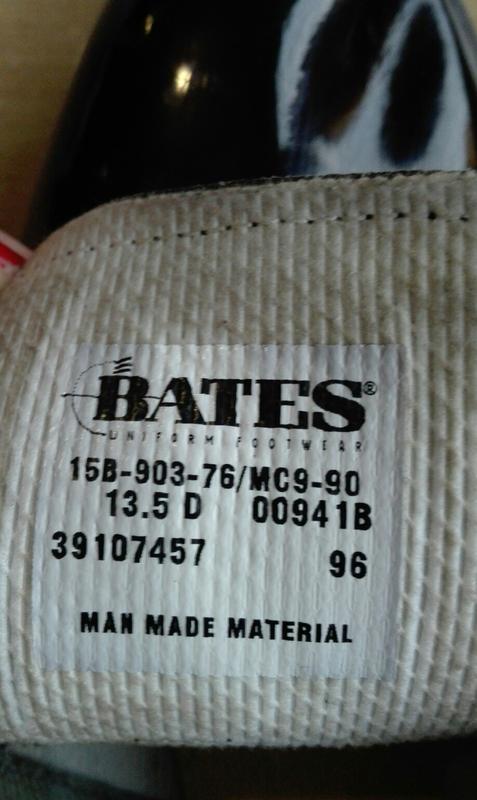 BATES®
UNIFORM FOOTWEAR
15B-903-76/MC9-90
13.5 D 00941B
39107457 96
MAN MADE MATERIAL